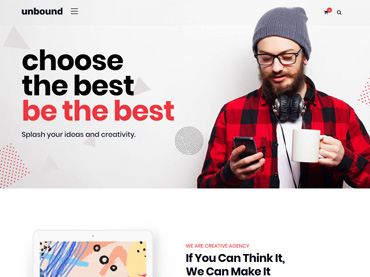 unbound
choose
the best
be the best
Splash your ideas and creativity.
WE ARE CREATIVE AGENCY
If You Can Think It,
We Can Make It